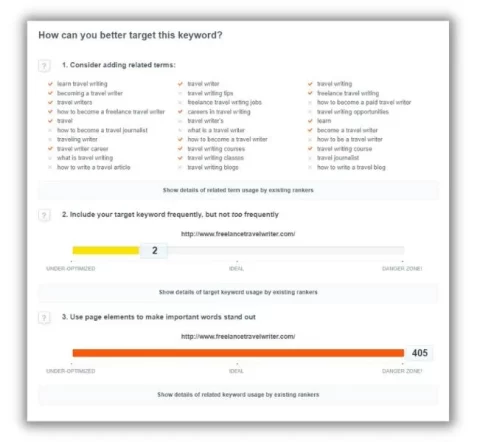 How can you better target this keyword?
? 1. Consider adding related terms:
learn travel writing travel writer travel writing
becoming a travel writer travel writing tips freelance travel writing
travel writers freelance travel writing jobs how to become a paid travel writer
how to become a freelance travel writer careers in travel writing travel writing opportunities
travel travel writer's learn
how to become a travel journalist what is a travel writer become a travel writer
traveling writer how to become a travel writer how to be a travel writer
travel writer career travel writing courses travel writing course
what is travel writing travel writing classes travel journalist
how to write a travel article travel writing blogs how to write a travel blog
Show details of related term usage by existing rankers
? 2. Include your target keyword frequently, but not too frequently
http://www.freelancetravelwriter.com/
2
UNDER-OPTIMIZED IDEAL DANGER ZONE!
Show details of target keyword usage by existing rankers
? 3. Use page elements to make important words stand out
http://www.freelancetravelwriter.com/
405
UNDER-OPTIMIZED IDEAL DANGER ZONE!
Show details of related keyword usage by existing rankers